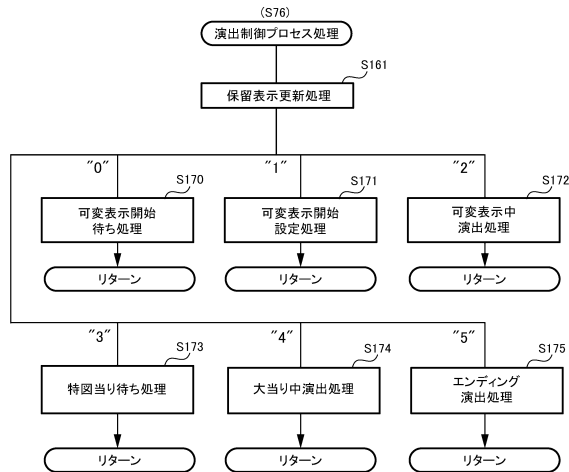 (S76)
演出制御プロセス処理
S161
保留表示更新処理
"0"
"1"
"2"
S170
S171
S172
可変表示開始
待ち処理
可変表示開始
設定処理
可変表示中
演出処理
リターン
リターン
リターン
"3"
"4"
"5"
S173
S174
S175
特図当り待ち処理
大当り中演出処理
エンディング
演出処理
リターン
リターン
リターン